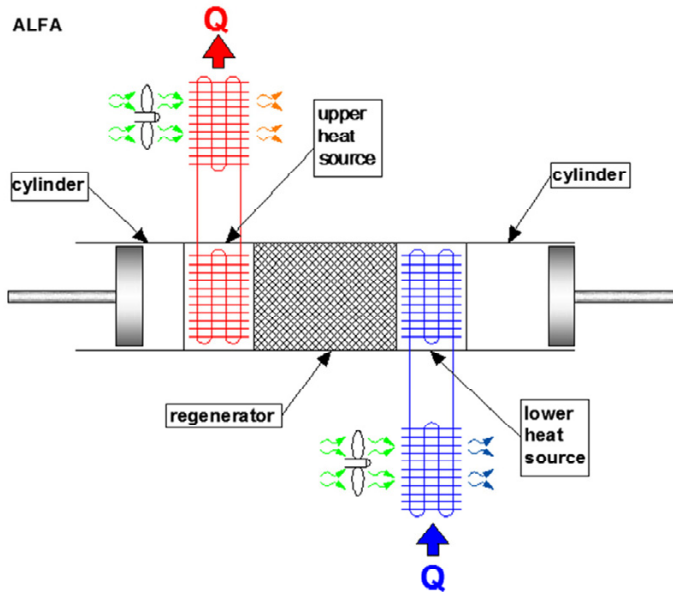 ALFA
Q
upper
heat
source
cylinder
cylinder
regenerator
lower
heat
source
Q